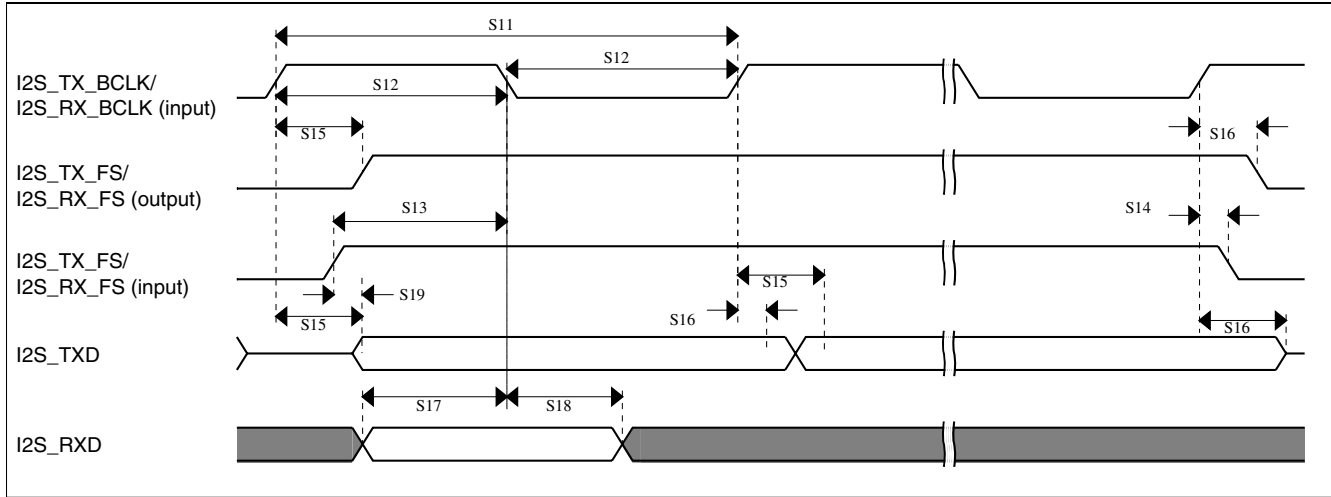 S11
I2S_TX_BCLK/
I2S_RX_BCLK (input)
S12
S12
S15
S16
I2S_TX_FS/
I2S_RX_FS (output)
S13
S14
I2S_TX_FS/
I2S_RX_FS (input)
S15
S19
S15
S16
S16
I2S_TXD
S17
S18
I2S_RXD